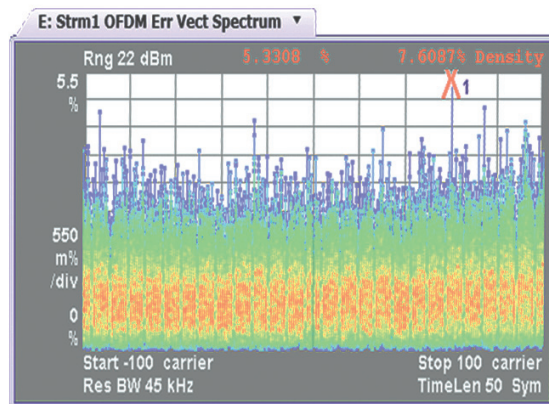 E: Strm1 OFDM Err Vect Spectrum ▼
Rng 22 dBm 5.3308 % 7.6087% Density
5.5
%
1
550
m%
/div
0
%
Start -100 carrier Stop 100 carrier
Res BW 45 kHz TimeLen 50 Sym